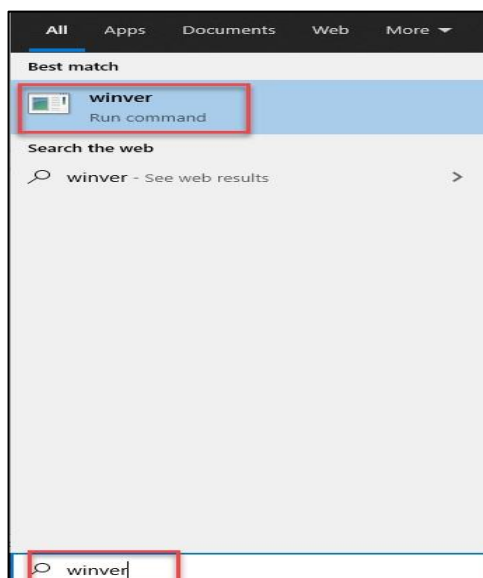 All Apps Documents Web More
Best match
winver
Run command
Search the web
winver - See web results
winver